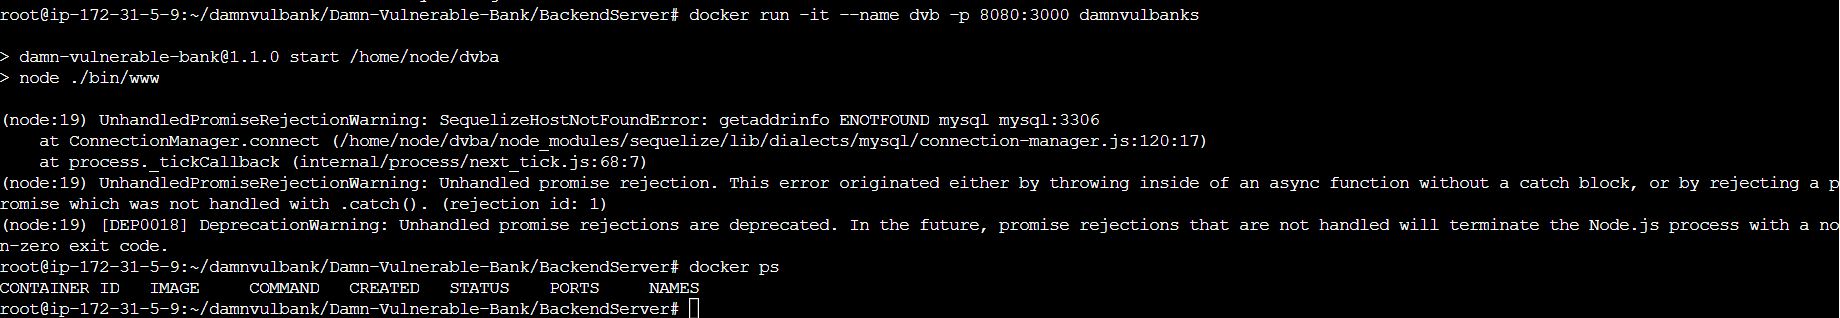 root@ip-172-31-5-9:~/damnvulbank/Damn-Vulnerable-Bank/BackendServer# docker run -it --name dvb -p 8080:3000 damnvulbanks
> damn-vulnerable-bank@1.1.0 start /home/node/dvba
> node ./bin/www
(node:19) UnhandledPromiseRejectionWarning: SequelizeHostNotFoundError: getaddrinfo ENOTFOUND mysql mysql:3306
    at ConnectionManager.connect (/home/node/dvba/node_modules/sequelize/lib/dialects/mysql/connection-manager.js:120:17)
    at process._tickCallback (internal/process/next_tick.js:68:7)
(node:19) UnhandledPromiseRejectionWarning: Unhandled promise rejection. This error originated either by throwing inside of an async function without a catch block, or by rejecting a p
romise which was not handled with .catch(). (rejection id: 1)
(node:19) [DEP0018] DeprecationWarning: Unhandled promise rejections are deprecated. In the future, promise rejections that are not handled will terminate the Node.js process with a no
n-zero exit code.
root@ip-172-31-5-9:~/damnvulbank/Damn-Vulnerable-Bank/BackendServer# docker ps
CONTAINER ID   IMAGE     COMMAND   CREATED   STATUS    PORTS     NAMES
root@ip-172-31-5-9:~/damnvulbank/Damn-Vulnerable-Bank/BackendServer#